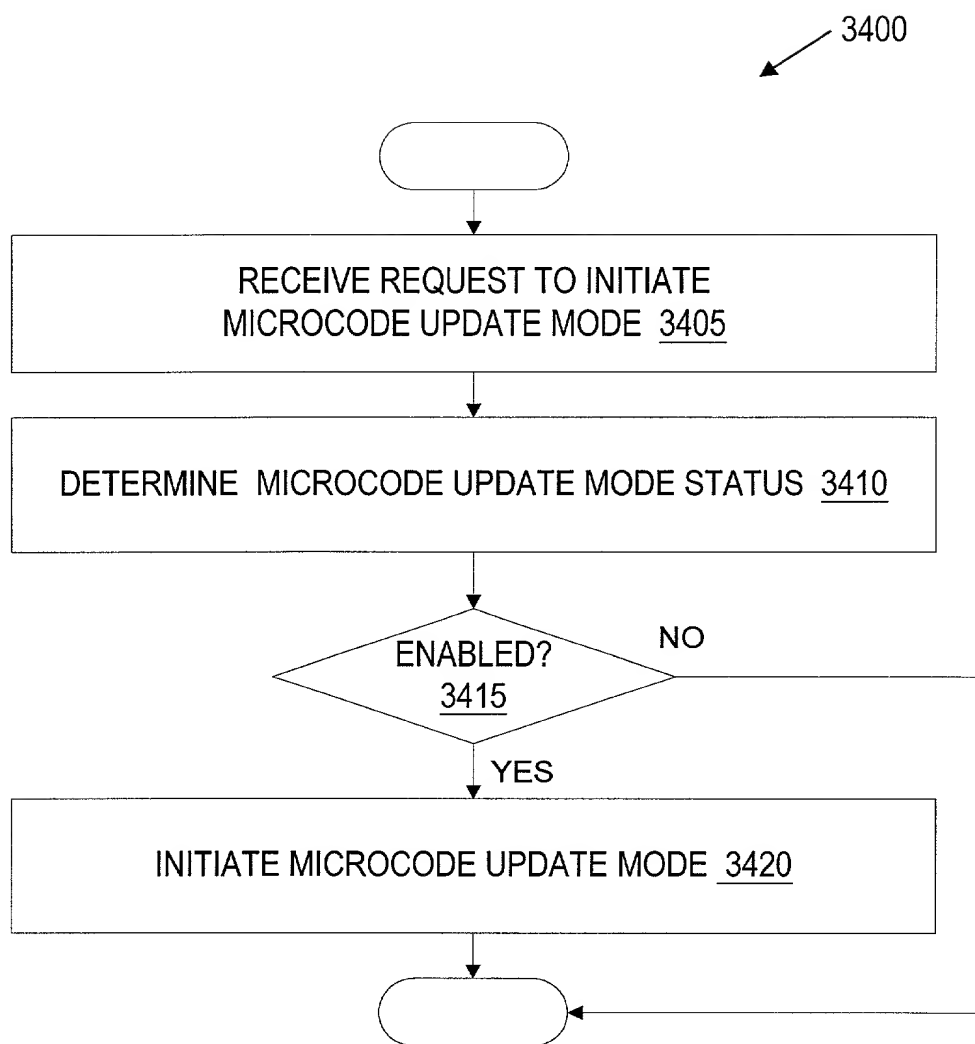 3400
RECEIVE REQUEST TO INITIATE
MICROCODE UPDATE MODE 3405
DETERMINE MICROCODE UPDATE MODE STATUS 3410
ENABLED?
3415
NO
YES
INITIATE MICROCODE UPDATE MODE 3420